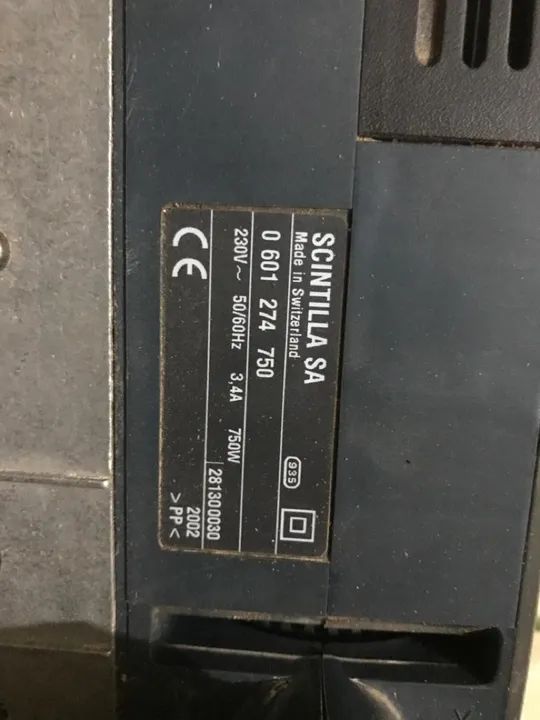 SCINTILLA SA
Made in Switzerland
935
0 601 274 750
230V~ 50/60Hz 3,4A 750W
281300030
2002
CE
>PP<